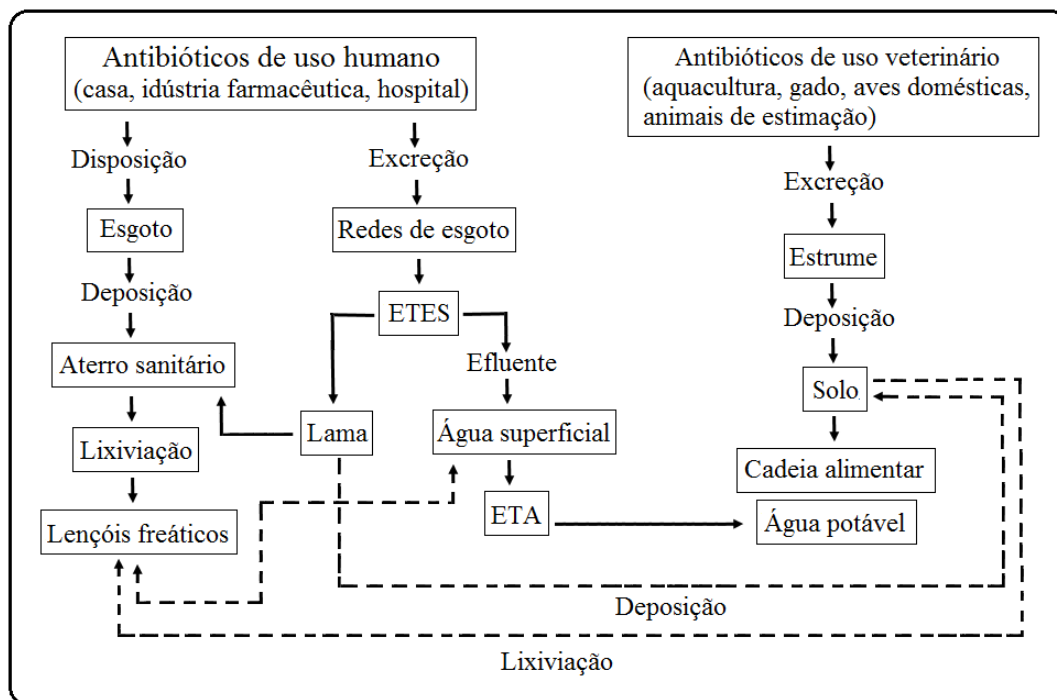 Antibióticos de uso humano
(casa, idústria farmacêutica, hospital)
Antibióticos de uso veterinário
(aquacultura, gado, aves domésticas,
animais de estimação)
Disposição
Excreção
Excreção
Esgoto
Redes de esgoto
Estrume
Deposição
ETES
Deposição
Efluente
Aterro sanitário
Solo
Lama
Água superficial
Lixiviação
Cadeia alimentar
ETA
Água potável
Lençóis freáticos
Deposição
Lixiviação